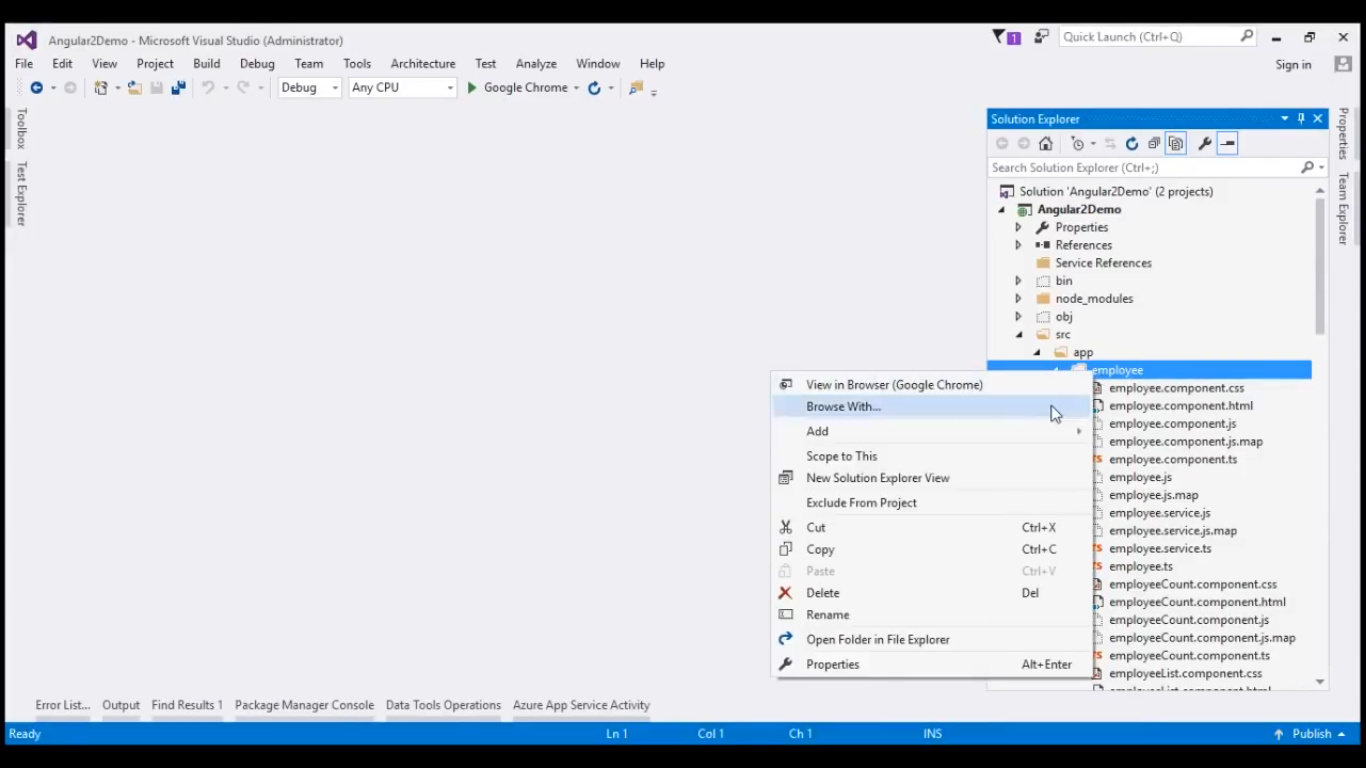 Angular2Demo - Microsoft Visual Studio (Administrator)
1
Quick Launch (Ctrl+Q)
File Edit View Project Build Debug Team Tools Architecture Test Analyze Window Help
Sign in
Debug Any CPU Google Chrome
Toolbox
Test Explorer
Solution Explorer
Search Solution Explorer (Ctrl+;)
Solution 'Angular2Demo' (2 projects)
Angular2Demo
Properties
References
Service References
bin
node_modules
obj
src
app
employee
employee.component.css
employee.component.html
employee.component.js
employee.component.js.map
employee.component.ts
employee.js
employee.js.map
employee.service.js
employee.service.js.map
employee.service.ts
employee.ts
employeeCount.component.css
employeeCount.component.html
employeeCount.component.js
employeeCount.component.js.map
employeeCount.component.ts
employeeList.component.css
employeeList.component.html
Properties
Team Explorer
View in Browser (Google Chrome)
Browse With...
Add
Scope to This
New Solution Explorer View
Exclude From Project
Cut Ctrl+X
Copy Ctrl+C
Paste Ctrl+V
Delete Del
Rename
Open Folder in File Explorer
Properties Alt+Enter
Error List... Output Find Results 1 Package Manager Console Data Tools Operations Azure App Service Activity
Ready Ln 1 Col 1 Ch 1 INS Publish